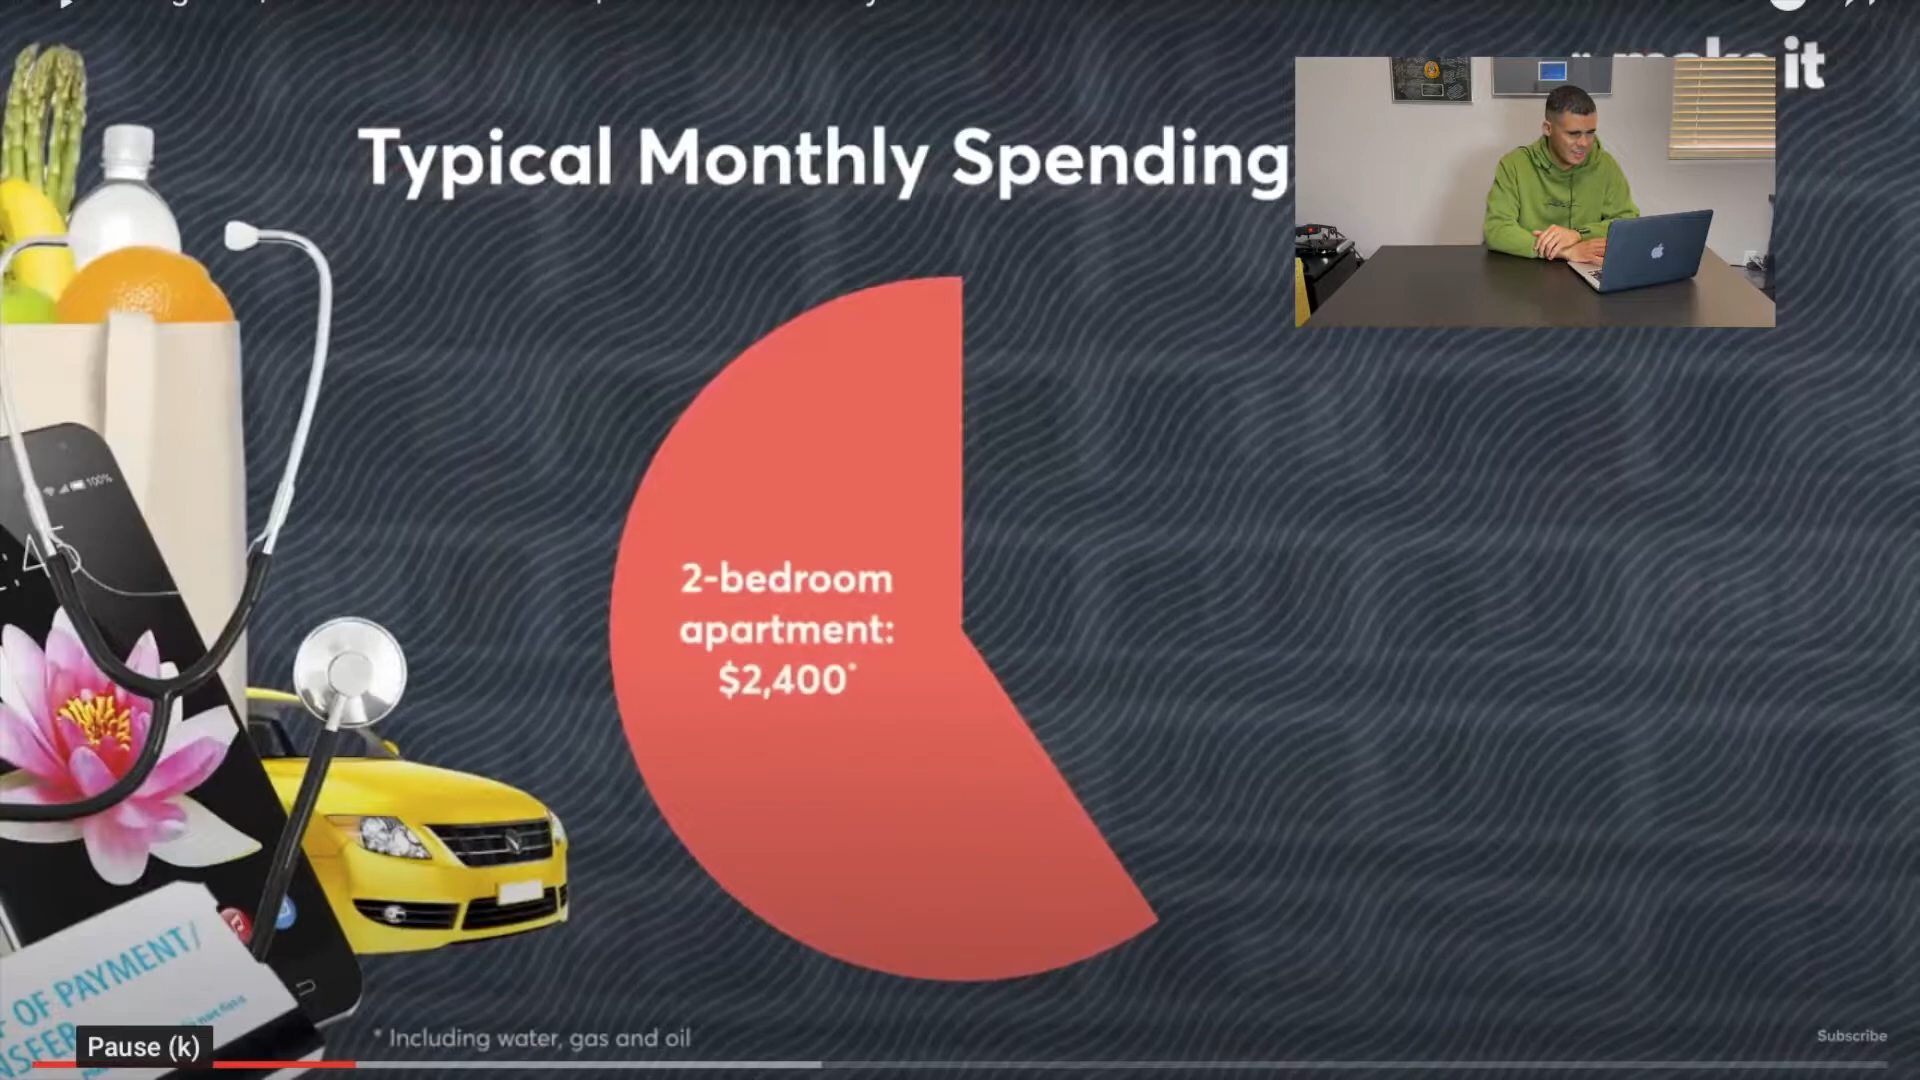 make it
Typical Monthly Spending
2-bedroom
apartment:
$2,400*
100%
OF PAYMENT/
* Including water, gas and oil
Pause (k)
Subscribe